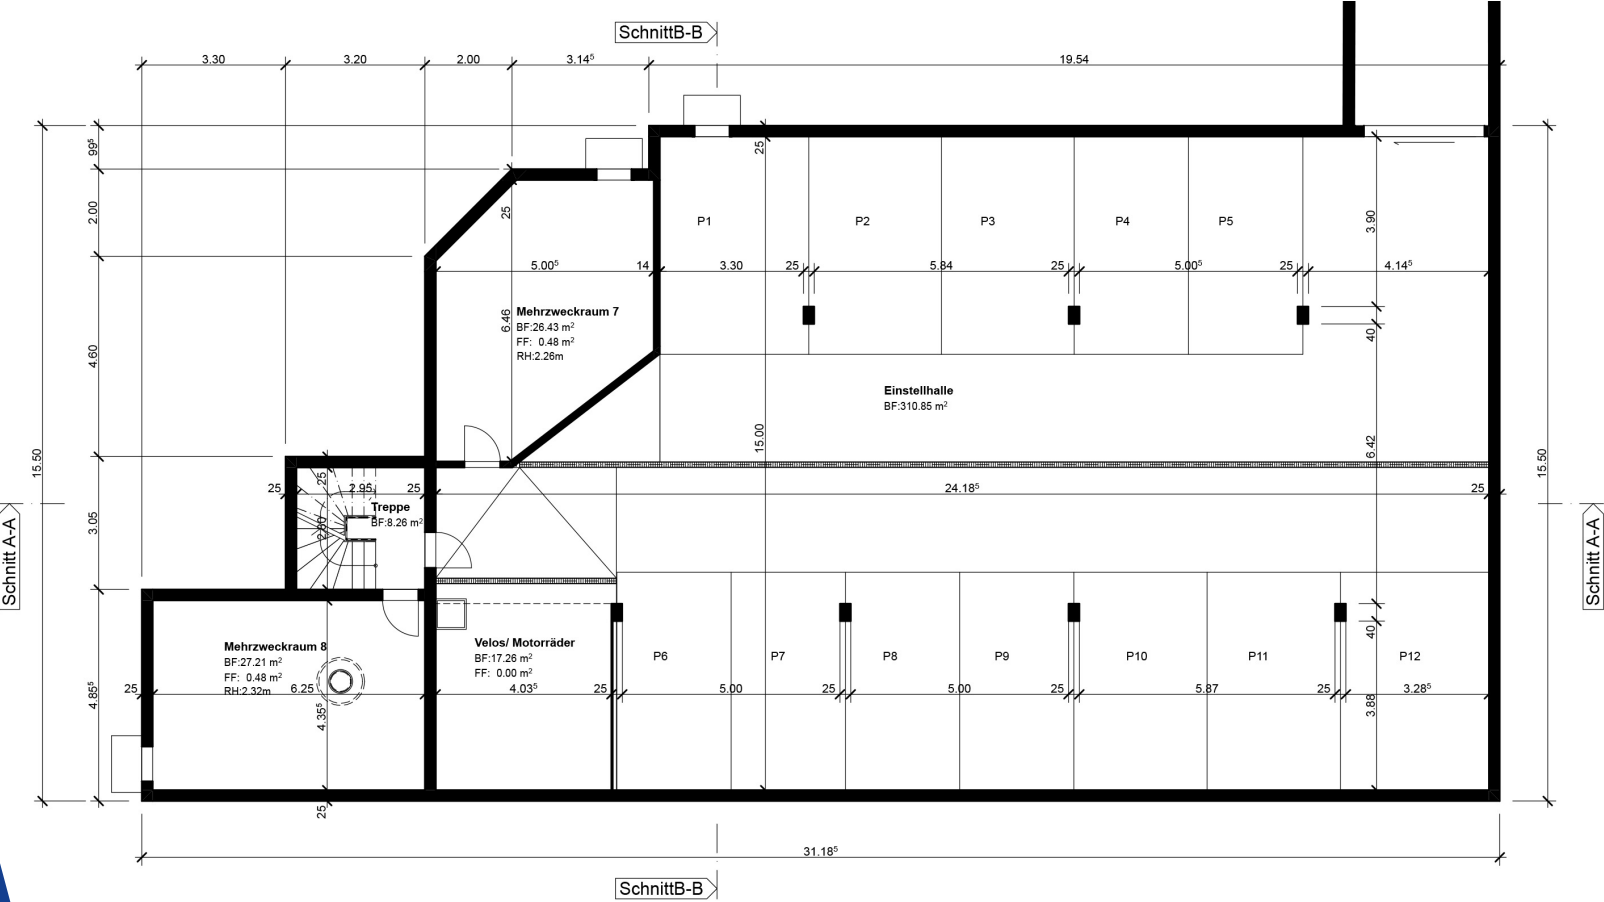 SchnittB-B
3.30
3.20
2.00
3.14⁵
19.54
99⁵
2.00
4.60
3.05
4.85⁵
15.50
15.50
25
25
P1
P2
P3
P4
P5
3.90
5.00⁵
14
3.30
25
5.84
25
5.00⁵
25
4.14⁵
6.46
Mehrzweckraum 7
BF:26.43 m²
FF: 0.48 m²
RH:2.26m
40
Einstellhalle
BF:310.85 m²
15.00
6.42
25
25
2.95
25
24.18⁵
25
Treppe
BF:8.26 m²
2.80
Schnitt A-A
Schnitt A-A
Mehrzweckraum 8
BF:27.21 m²
FF: 0.48 m²
RH:2.32m
25
6.25
4.35⁵
25
Velos/ Motorräder
BF:17.26 m²
FF: 0.00 m²
4.03⁵
25
P6
P7
P8
P9
P10
P11
P12
5.00
25
5.00
25
5.87
25
3.28⁵
40
3.88
31.18⁵
SchnittB-B